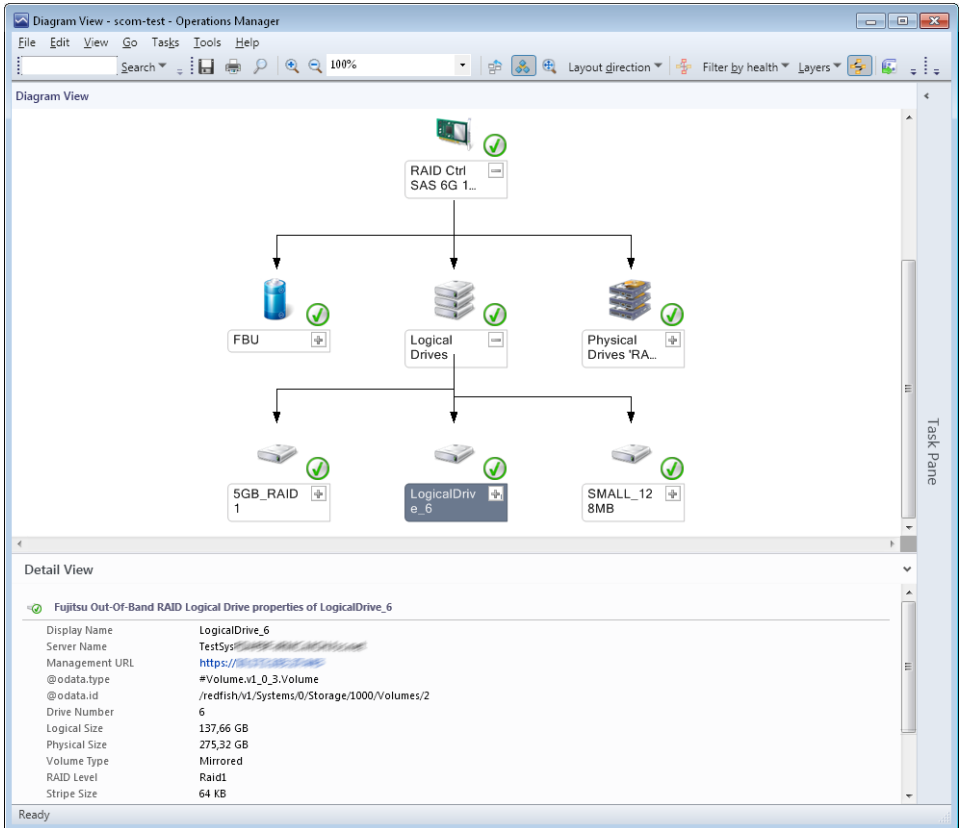 Diagram View - scom-test - Operations Manager
File Edit View Go Tasks Tools Help
Search 100% Layout direction Filter by health Layers
Diagram View
RAID Ctrl
SAS 6G 1...
FBU
Logical
Drives
Physical
Drives 'RA...
5GB_RAID
1
LogicalDriv
e_6
SMALL_12
8MB
Task Pane
Detail View
Fujitsu Out-Of-Band RAID Logical Drive properties of LogicalDrive_6
Display Name LogicalDrive_6
Server Name TestSys
Management URL https://
@odata.type #Volume.v1_0_3.Volume
@odata.id /redfish/v1/Systems/0/Storage/1000/Volumes/2
Drive Number 6
Logical Size 137,66 GB
Physical Size 275,32 GB
Volume Type Mirrored
RAID Level Raid1
Stripe Size 64 KB
Ready